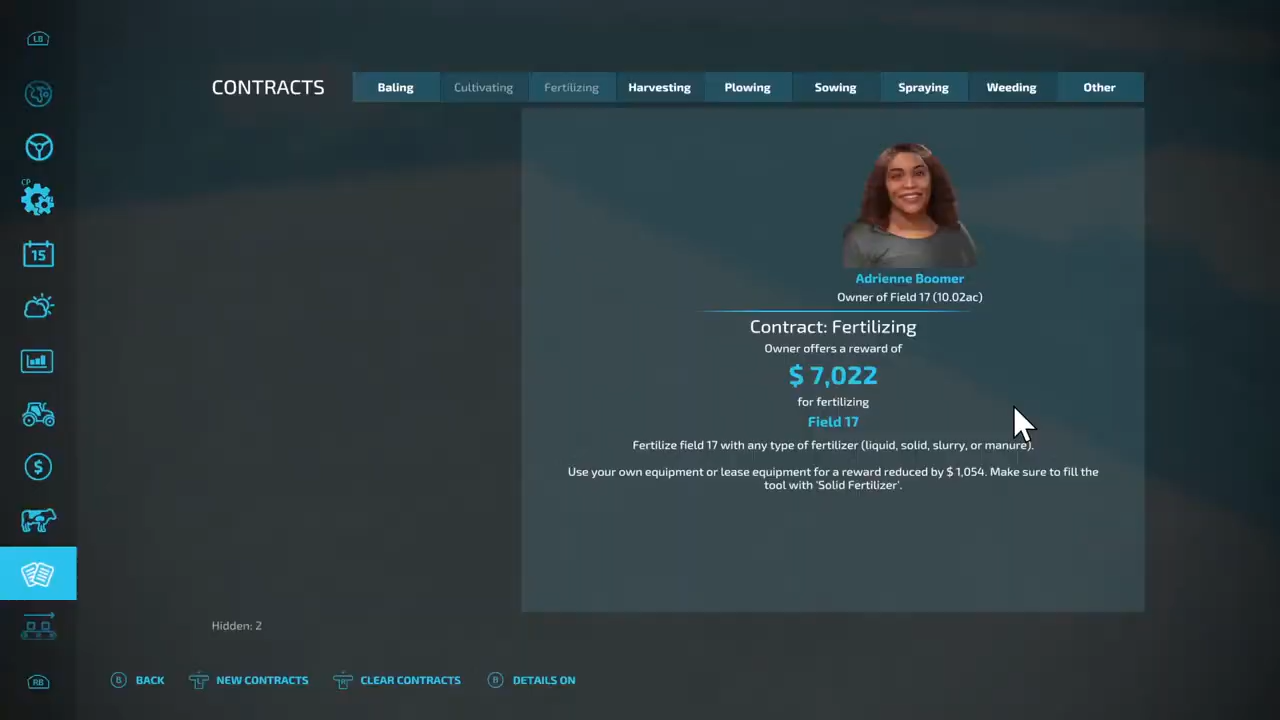 LB
CONTRACTS
Baling
Cultivating
Fertilizing
Harvesting
Plowing
Sowing
Spraying
Weeding
Other
CP
15
$
Adrienne Boomer
Owner of Field 17 (10.02ac)
Contract: Fertilizing
Owner offers a reward of
$ 7,022
for fertilizing
Field 17
Fertilize field 17 with any type of fertilizer (liquid, solid, slurry, or manure).
Use your own equipment or lease equipment for a reward reduced by $ 1,054. Make sure to fill the
tool with 'Solid Fertilizer'.
Hidden: 2
RB
B BACK
NEW CONTRACTS
CLEAR CONTRACTS
DETAILS ON